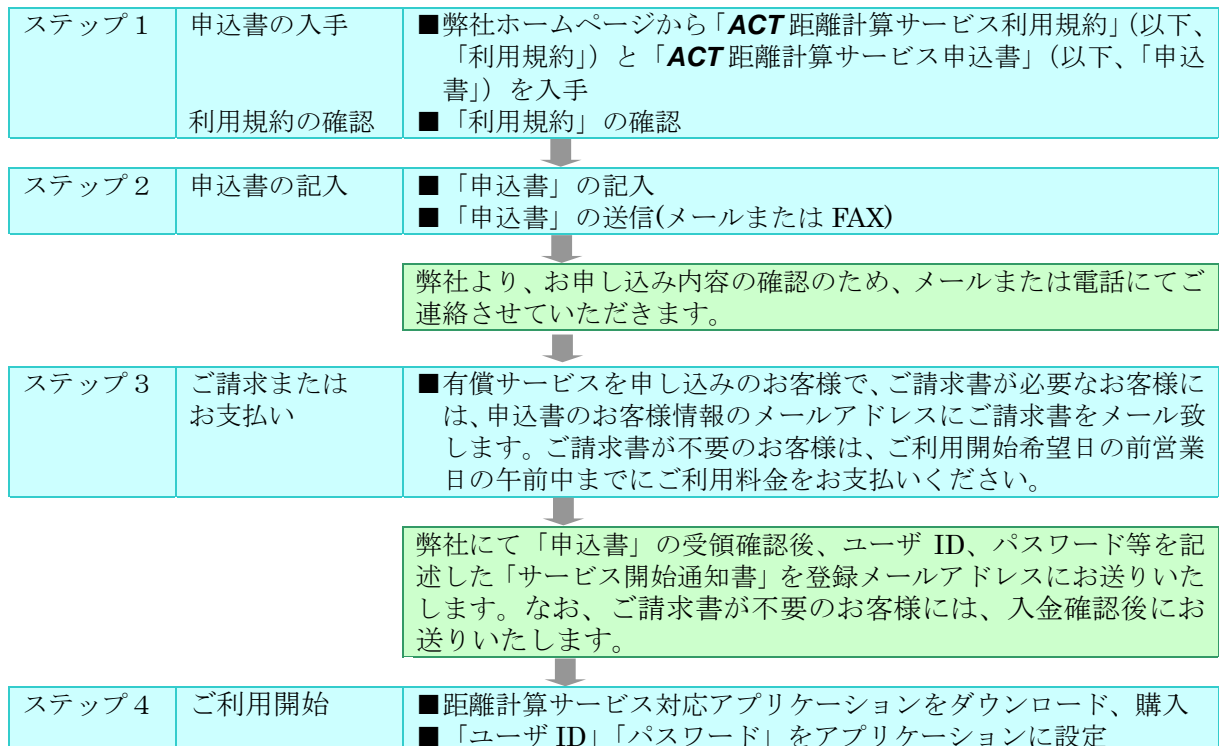 ステップ１ 申込書の入手 ■弊社ホームページから「ACT距離計算サービス利用規約」（以下、
「利用規約」）と「ACT距離計算サービス申込書」（以下、「申込
書」）を入手
利用規約の確認 ■「利用規約」の確認
ステップ２ 申込書の記入 ■「申込書」の記入
■「申込書」の送信(メールまたは FAX)
弊社より、お申し込み内容の確認のため、メールまたは電話にてご
連絡させていただきます。
ステップ３ ご請求または ■有償サービスを申し込みのお客様で、ご請求書が必要なお客様に
お支払い は、申込書のお客様情報のメールアドレスにご請求書をメール致
します。ご請求書が不要のお客様は、ご利用開始希望日の前営業
日の午前中までにご利用料金をお支払いください。
弊社にて「申込書」の受領確認後、ユーザ ID、パスワード等を記
述した「サービス開始通知書」を登録メールアドレスにお送りいた
します。なお、ご請求書が不要のお客様には、入金確認後にお
送りいたします。
ステップ４ ご利用開始 ■距離計算サービス対応アプリケーションをダウンロード、購入
■「ユーザ ID」「パスワード」をアプリケーションに設定